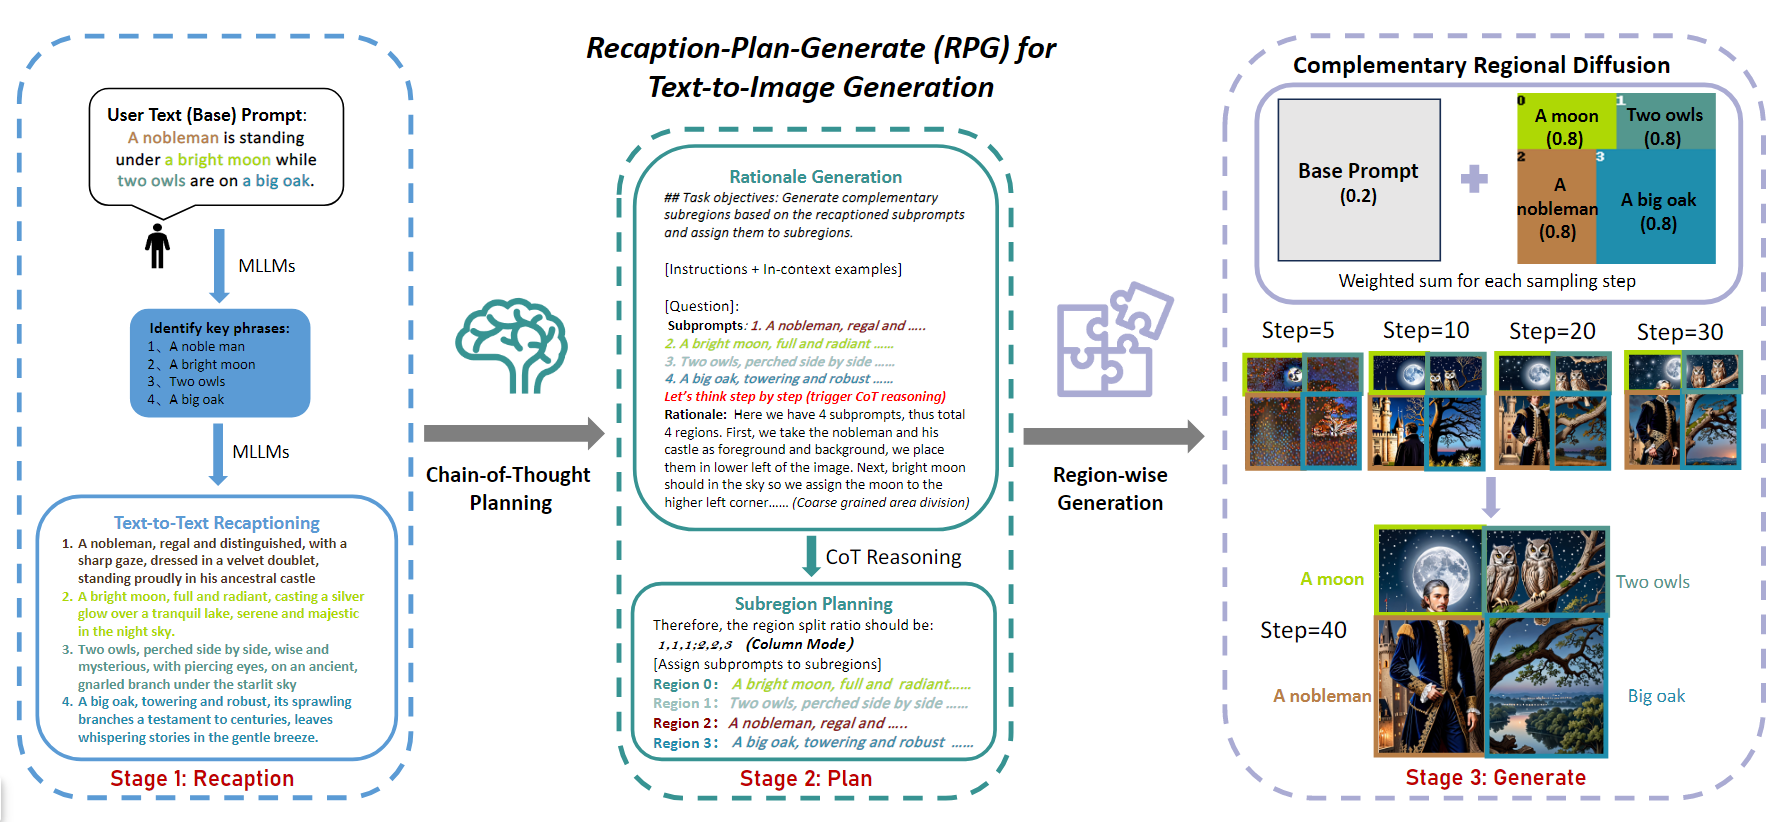 Recaption-Plan-Generate (RPG) for
Text-to-Image Generation
User Text (Base) Prompt:
A nobleman is standing
under a bright moon while
two owls are on a big oak.
MLLMs
Identify key phrases:
1、A noble man
2、A bright moon
3、Two owls
4、A big oak
MLLMs
Text-to-Text Recaptioning
1. A nobleman, regal and distinguished, with a
sharp gaze, dressed in a velvet doublet,
standing proudly in his ancestral castle
2. A bright moon, full and radiant, casting a silver
glow over a tranquil lake, serene and majestic
in the night sky.
3. Two owls, perched side by side, wise and
mysterious, with piercing eyes, on an ancient,
gnarled branch under the starlit sky
4. A big oak, towering and robust, its sprawling
branches a testament to centuries, leaves
whispering stories in the gentle breeze.
Stage 1: Recaption
Chain-of-Thought
Planning
Rationale Generation
## Task objectives: Generate complementary
subregions based on the recaptioned subprompts
and assign them to subregions.
[Instructions + In-context examples]
[Question]:
Subprompts: 1. A nobleman, regal and .....
2. A bright moon, full and radiant ......
3. Two owls, perched side by side ......
4. A big oak, towering and robust ......
Let's think step by step (trigger CoT reasoning)
Rationale: Here we have 4 subprompts, thus total
4 regions. First, we take the nobleman and his
castle as foreground and background, we place
them in lower left of the image. Next, bright moon
should in the sky so we assign the moon to the
higher left corner...... (Coarse grained area division)
CoT Reasoning
Subregion Planning
Therefore, the region split ratio should be:
1,1,1;2,2,3 (Column Mode)
[Assign subprompts to subregions]
Region 0: A bright moon, full and radiant......
Region 1: Two owls, perched side by side ......
Region 2: A nobleman, regal and .....
Region 3: A big oak, towering and robust ......
Stage 2: Plan
Region-wise
Generation
Complementary Regional Diffusion
Base Prompt
(0.2)
0
A moon
(0.8)
1
Two owls
(0.8)
2
A
nobleman
(0.8)
3
A big oak
(0.8)
Weighted sum for each sampling step
Step=5
Step=10
Step=20
Step=30
A moon
Two owls
Step=40
A nobleman
Big oak
Stage 3: Generate